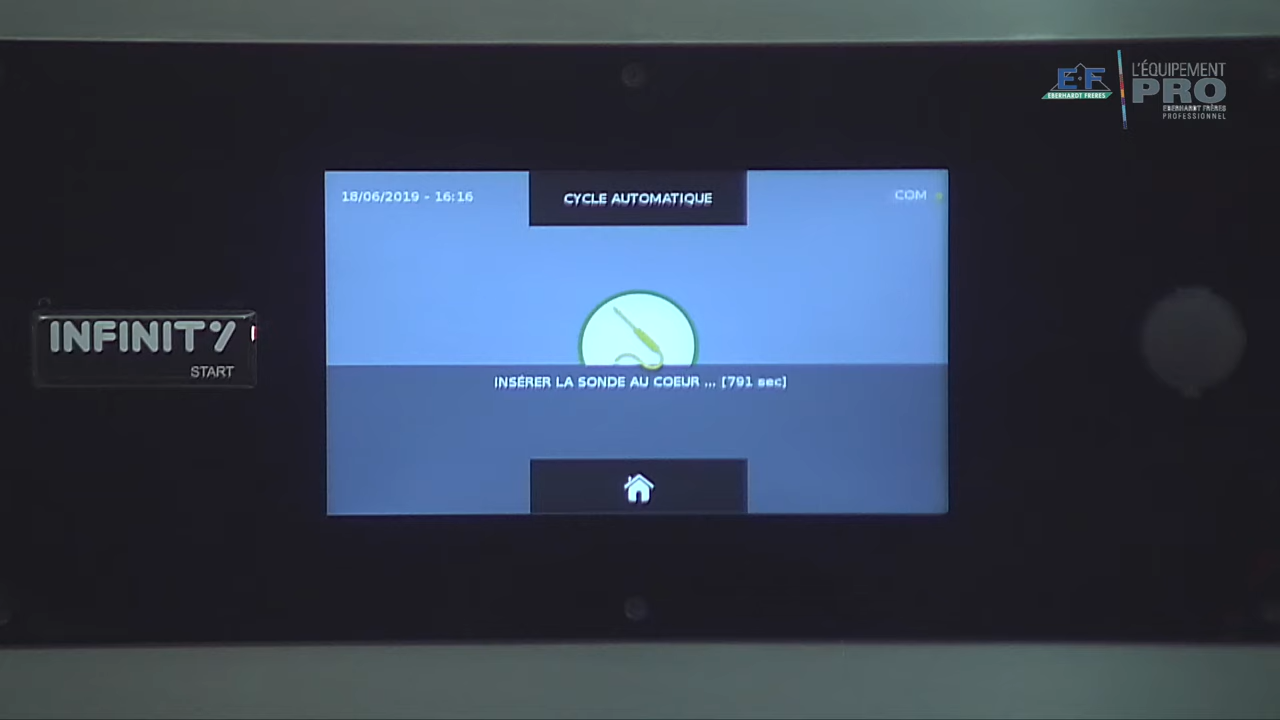 E·F
EBERHARDT FRÈRES
L'ÉQUIPEMENT
PRO
EBERHARDT FRÈRES
PROFESSIONNEL
18/06/2019 - 16:16
CYCLE AUTOMATIQUE
COM
INFINITY
START
INSÉRER LA SONDE AU COEUR ... [791 sec]